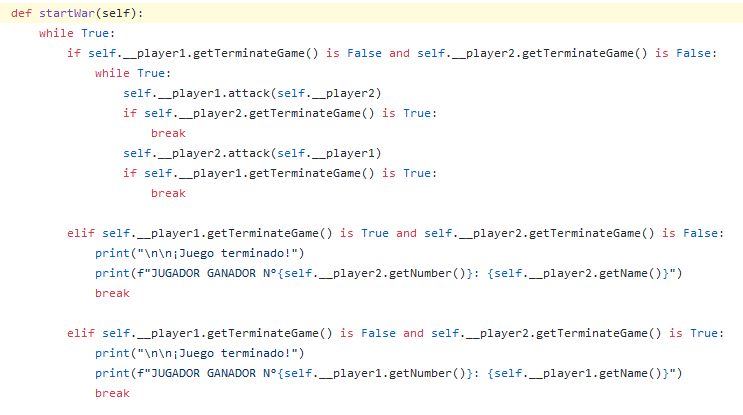 def startWar(self):
    while True:
        if self.__player1.getTerminateGame() is False and self.__player2.getTerminateGame() is False:
            while True:
                self.__player1.attack(self.__player2)
                if self.__player2.getTerminateGame() is True:
                    break
                self.__player2.attack(self.__player1)
                if self.__player1.getTerminateGame() is True:
                    break

        elif self.__player1.getTerminateGame() is True and self.__player2.getTerminateGame() is False:
            print("\n\n¡Juego terminado!")
            print(f"JUGADOR GANADOR N°{self.__player2.getNumber()}: {self.__player2.getName()}")
            break

        elif self.__player1.getTerminateGame() is False and self.__player2.getTerminateGame() is True:
            print("\n\n¡Juego terminado!")
            print(f"JUGADOR GANADOR N°{self.__player1.getNumber()}: {self.__player1.getName()}")
            break